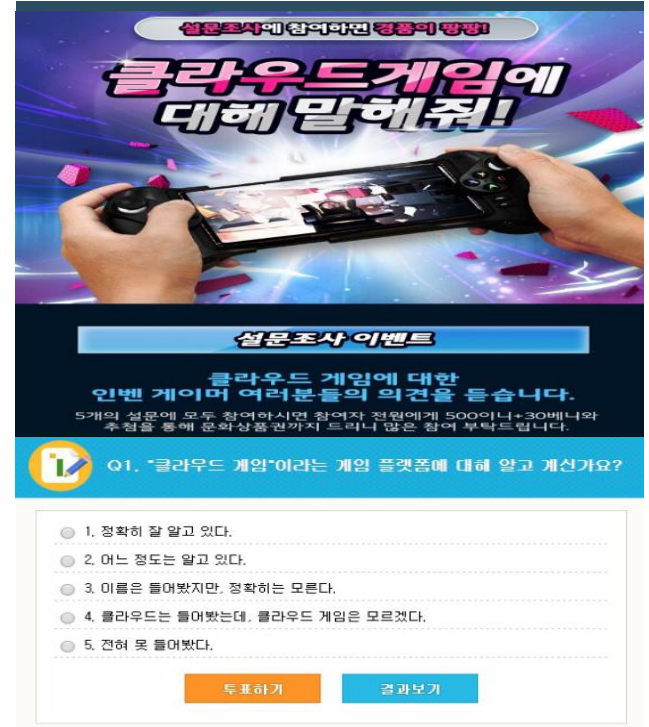 설문조사에 참여하면 경품이 팡팡!
클라우드게임에
대해 말해줘!
설문조사 이벤트
클라우드 게임에 대한
인벤 게이머 여러분들의 의견을 듣습니다.
5개의 설문에 모두 참여하시면 참여자 전원에게 500이니+30베니와
추첨을 통해 문화상품권까지 드리니 많은 참여 부탁드립니다.
Q1. "클라우드 게임"이라는 게임 플랫폼에 대해 알고 계신가요?
1. 정확히 잘 알고 있다.
2. 어느 정도는 알고 있다.
3. 이름은 들어봤지만, 정확히는 모른다.
4. 클라우드는 들어봤는데, 클라우드 게임은 모르겠다.
5. 전혀 못 들어봤다.
투표하기 결과보기